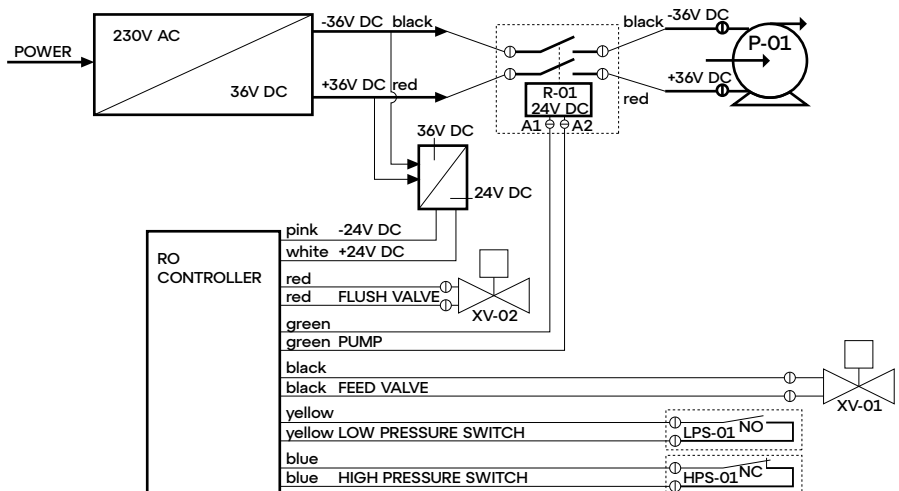 -36V DC black
black -36V DC
230V AC
POWER
P-01
36V DC
+36V DC red
R-01
24V DC
+36V DC
red
A1 A2
36V DC
24V DC
pink -24V DC
white +24V DC
RO
CONTROLLER
red
red FLUSH VALVE
XV-02
green
green PUMP
black
black FEED VALVE
XV-01
yellow
yellow LOW PRESSURE SWITCH
LPS-01 NO
blue
blue HIGH PRESSURE SWITCH
HPS-01 NC